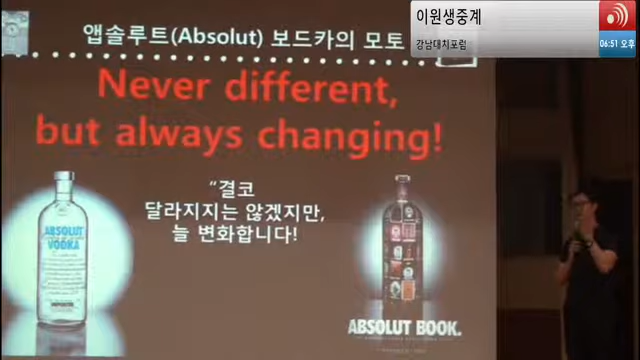 이원생중계
강남대치포럼
06:51 오후
앱솔루트(Absolut) 보드카의 모토
Never different,
but always changing!
"결코
달라지지는 않겠지만,
늘 변화합니다!
ABSOLUT
VODKA
ABSOLUT BOOK.